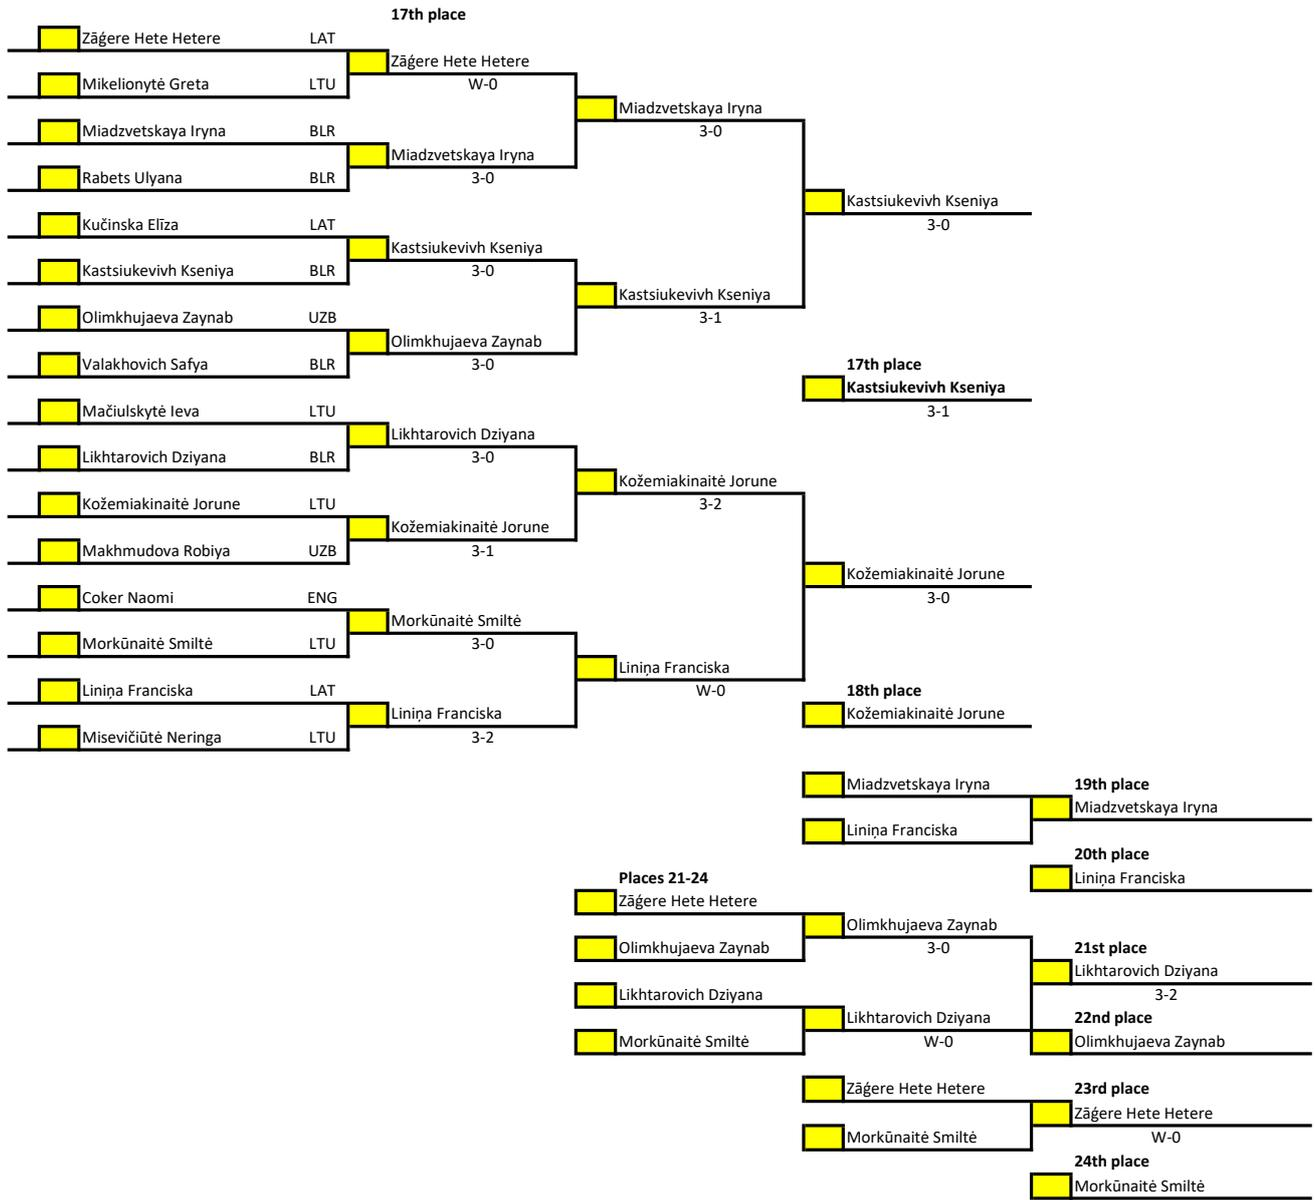 17th place
Zāģere Hete Hetere LAT
Zāģere Hete Hetere
Mikelionytė Greta LTU
W-0
Miadzvetskaya Iryna
Miadzvetskaya Iryna BLR
3-0
Miadzvetskaya Iryna
Rabets Ulyana BLR
3-0
Kastsiukevivh Kseniya
Kučinska Elīza LAT
3-0
Kastsiukevivh Kseniya
Kastsiukevivh Kseniya BLR
3-0
Kastsiukevivh Kseniya
Olimkhujaeva Zaynab UZB
3-1
Olimkhujaeva Zaynab
Valakhovich Safya BLR
3-0
17th place
Kastsiukevivh Kseniya
Mačiulskytė Ieva LTU
3-1
Likhtarovich Dziyana
Likhtarovich Dziyana BLR
3-0
Kožemiakinaitė Jorune
Kožemiakinaitė Jorune LTU
3-2
Kožemiakinaitė Jorune
Makhmudova Robiya UZB
3-1
Kožemiakinaitė Jorune
Coker Naomi ENG
3-0
Morkūnaitė Smiltė
Morkūnaitė Smiltė LTU
3-0
Liniņa Franciska
Liniņa Franciska LAT
W-0
18th place
Liniņa Franciska
Kožemiakinaitė Jorune
Misevičiūtė Neringa LTU
3-2
Miadzvetskaya Iryna
19th place
Miadzvetskaya Iryna
Liniņa Franciska
20th place
Places 21-24
Liniņa Franciska
Zāģere Hete Hetere
Olimkhujaeva Zaynab
Olimkhujaeva Zaynab
3-0
21st place
Likhtarovich Dziyana
Likhtarovich Dziyana
3-2
Likhtarovich Dziyana
22nd place
Morkūnaitė Smiltė
W-0
Olimkhujaeva Zaynab
Zāģere Hete Hetere
23rd place
Zāģere Hete Hetere
Morkūnaitė Smiltė
W-0
24th place
Morkūnaitė Smiltė